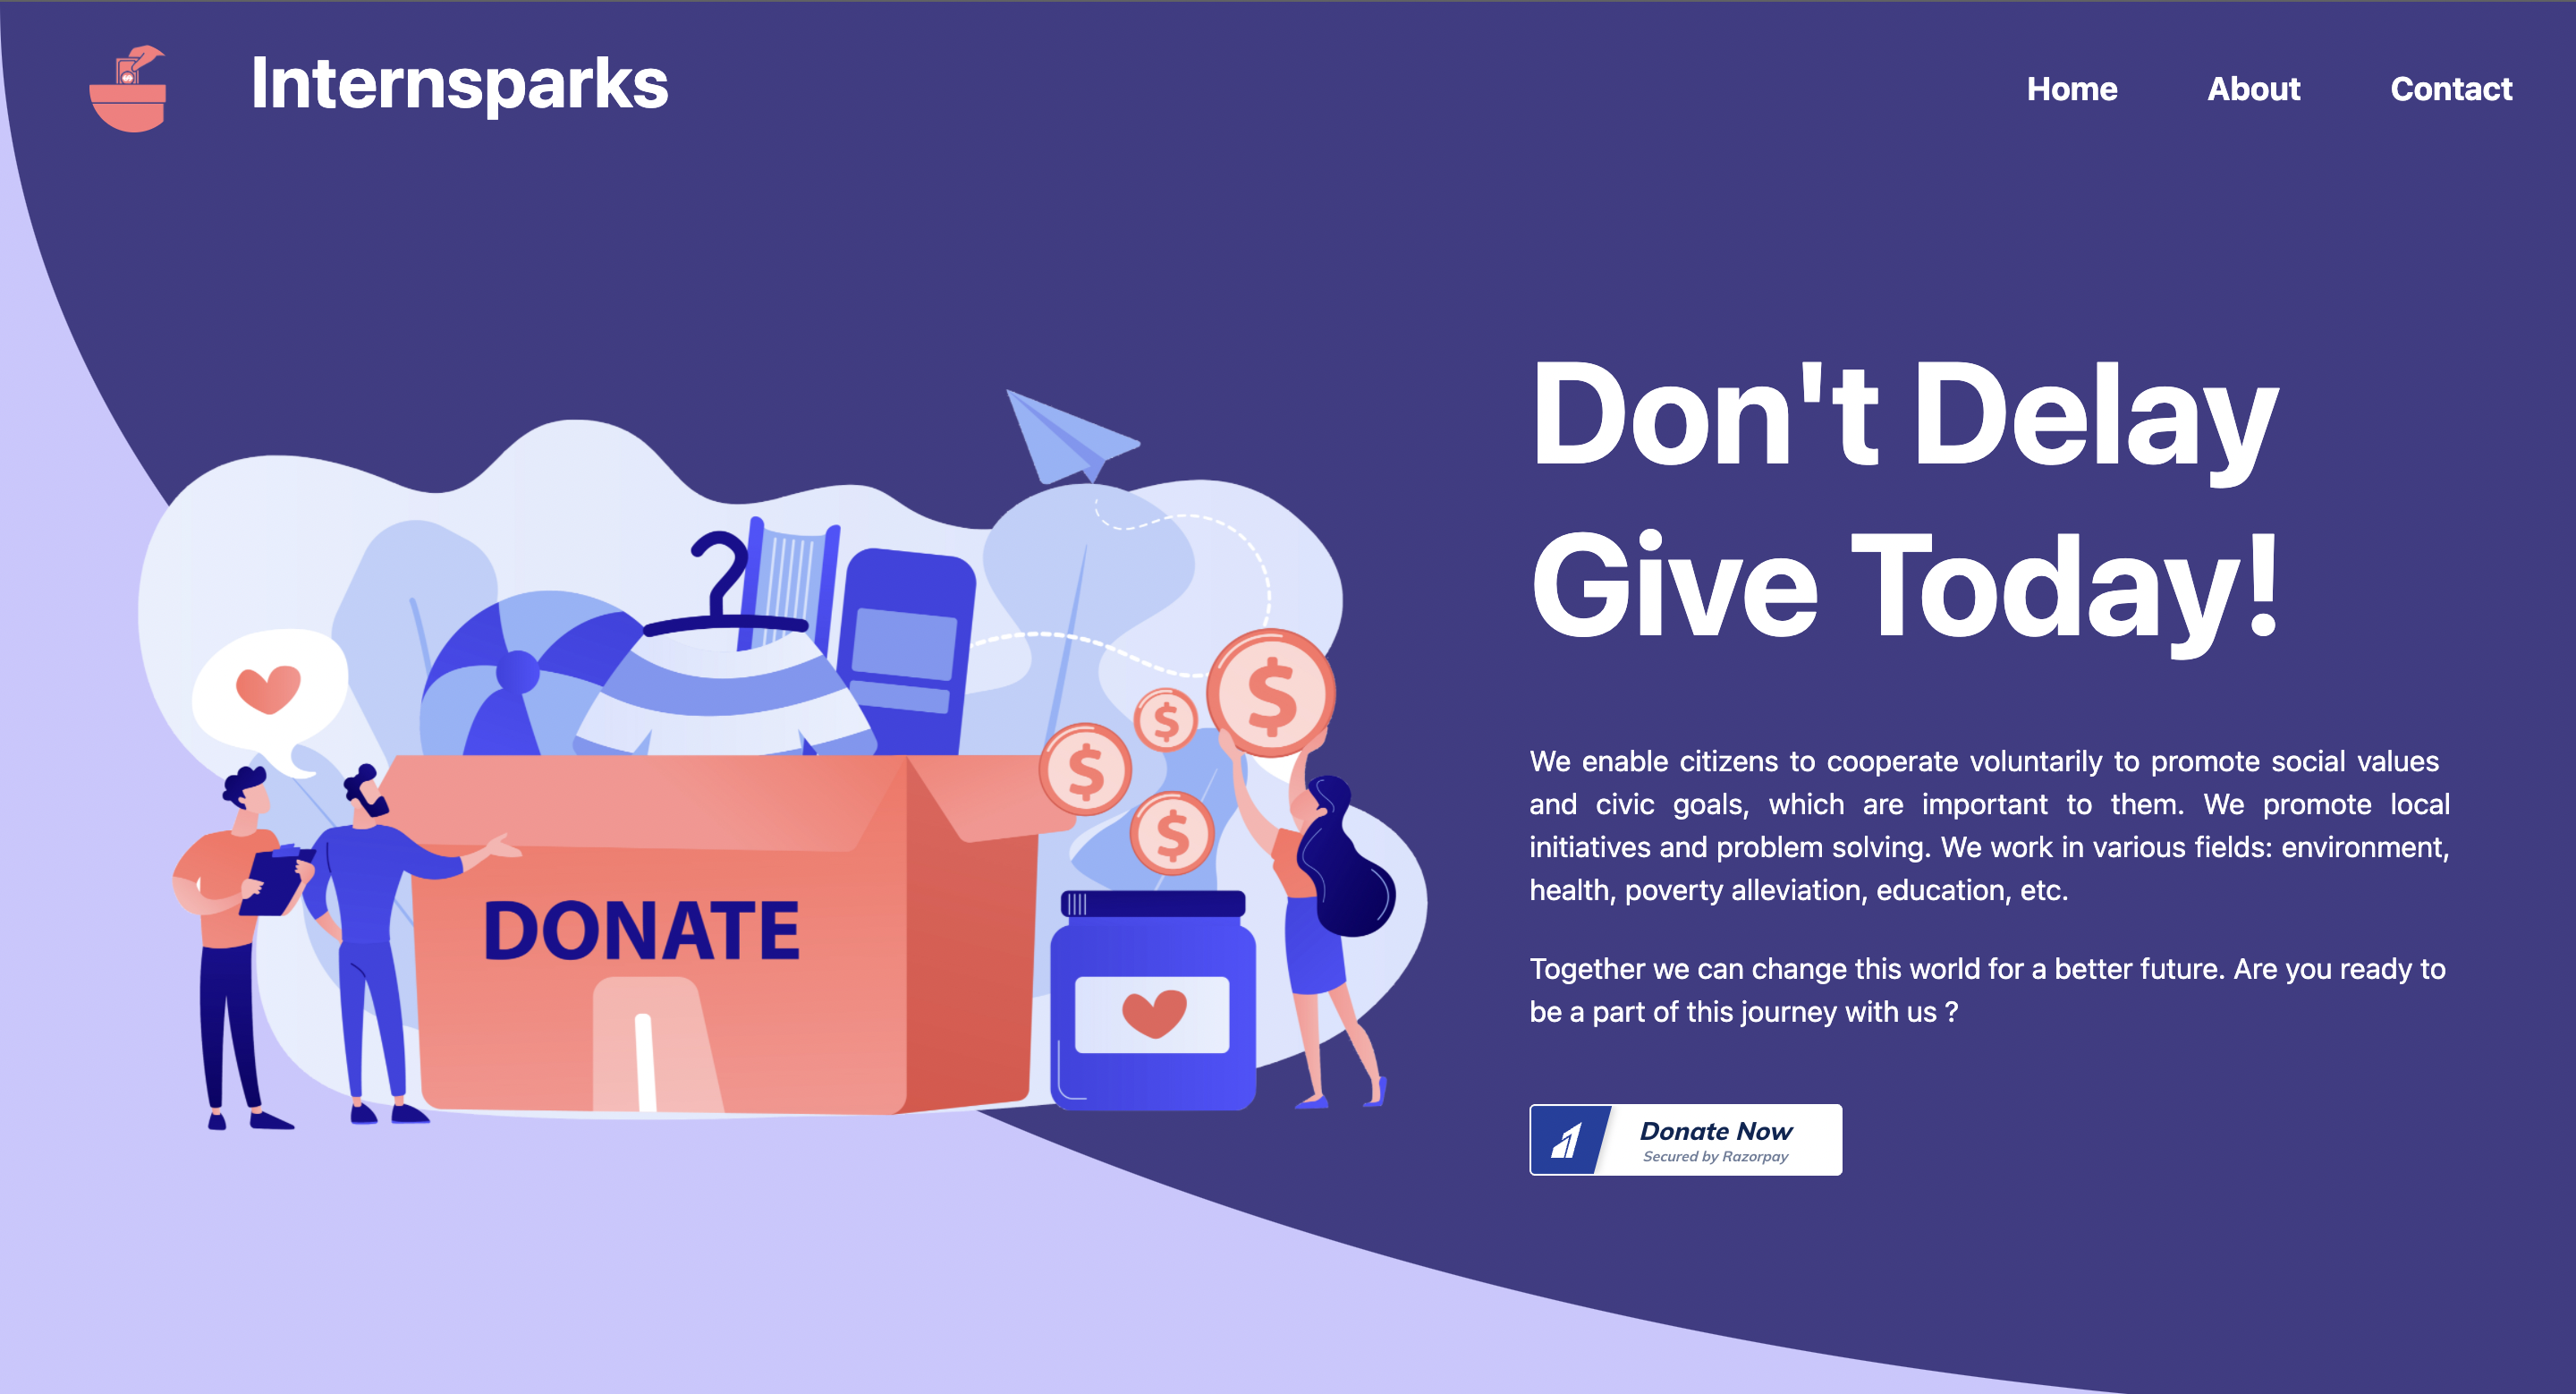 Internsparks
Home About Contact
Don't Delay
Give Today!
We enable citizens to cooperate voluntarily to promote social values
and civic goals, which are important to them. We promote local
initiatives and problem solving. We work in various fields: environment,
health, poverty alleviation, education, etc.
Together we can change this world for a better future. Are you ready to
be a part of this journey with us ?
Donate Now
Secured by Razorpay
$
$
$
$
DONATE